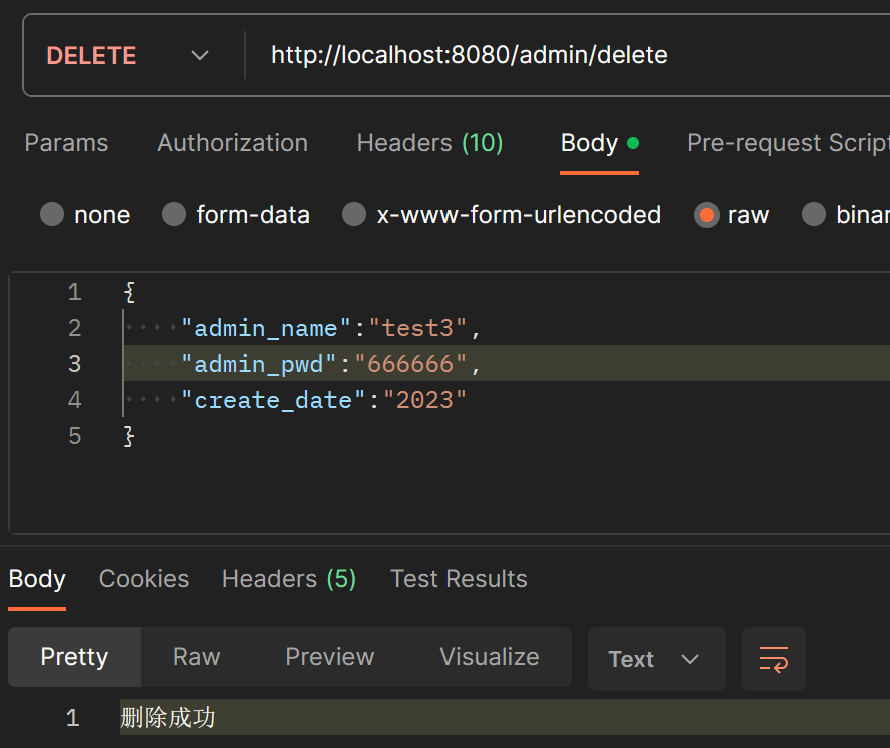 DELETE http://localhost:8080/admin/delete
Params Authorization Headers (10) Body Pre-request Script
none form-data x-www-form-urlencoded raw binar
1 {
2 "admin_name":"test3",
3 "admin_pwd":"666666",
4 "create_date":"2023"
5 }
Body Cookies Headers (5) Test Results
Pretty Raw Preview Visualize Text
1 删除成功